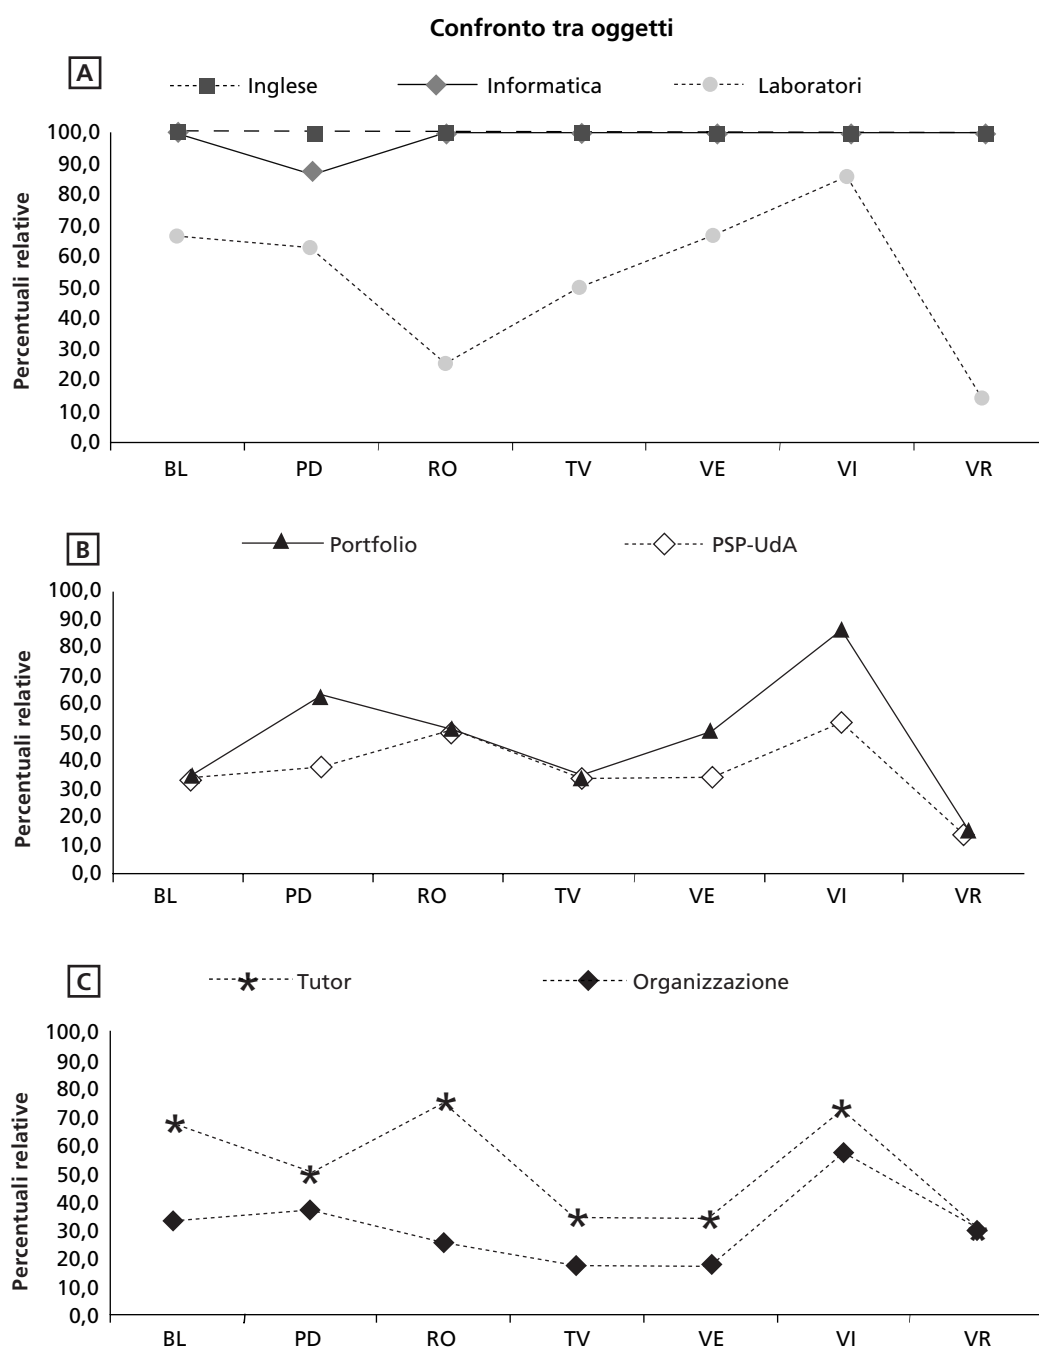 Confronto tra oggetti
A
Inglese Informatica Laboratori
Percentuali relative
100,0
90,0
80,0
70,0
60,0
50,0
40,0
30,0
20,0
10,0
0,0
BL PD RO TV VE VI VR
B
Portfolio PSP-UdA
Percentuali relative
100,0
90,0
80,0
70,0
60,0
50,0
40,0
30,0
20,0
10,0
0,0
BL PD RO TV VE VI VR
C
Tutor Organizzazione
Percentuali relative
100,0
90,0
80,0
70,0
60,0
50,0
40,0
30,0
20,0
10,0
0,0
BL PD RO TV VE VI VR